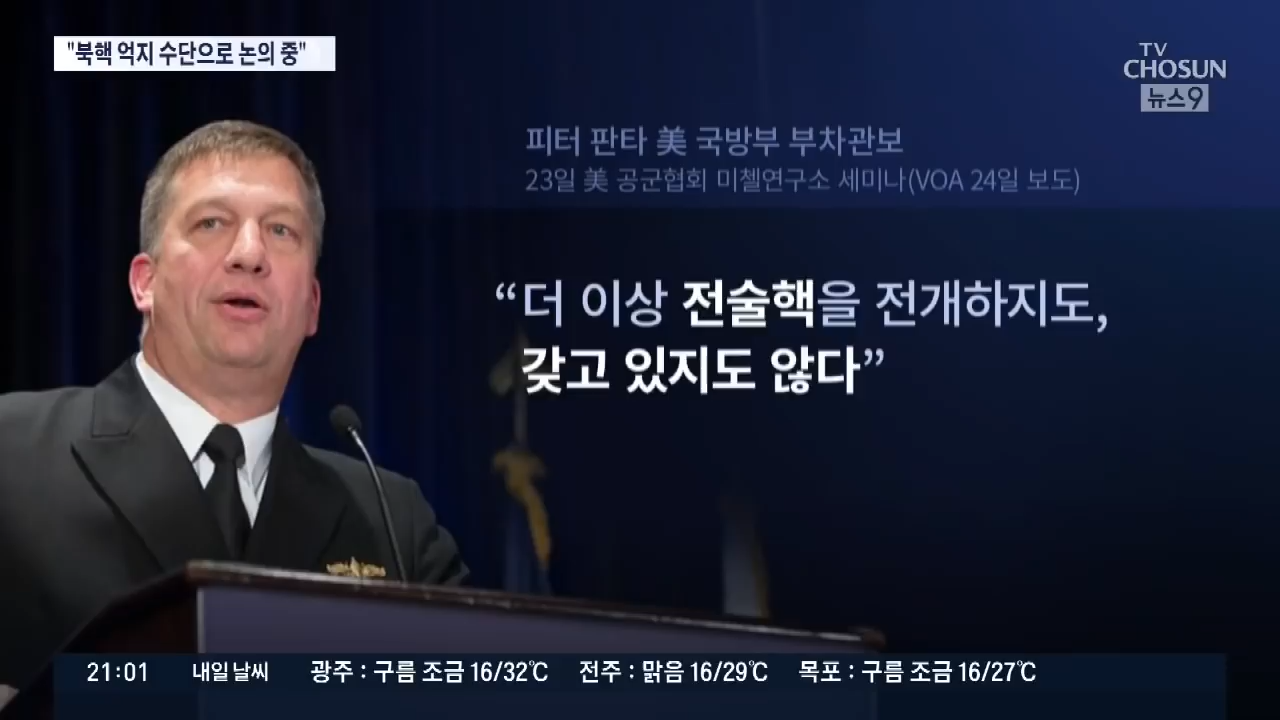 "북핵 억지 수단으로 논의 중"
TV
CHOSUN
뉴스9
피터 판타 美 국방부 부차관보
23일 美 공군협회 미첼연구소 세미나(VOA 24일 보도)
“더 이상 전술핵을 전개하지도,
갖고 있지도 않다”
21:01 내일 날씨 광주 : 구름 조금 16/32℃ 전주 : 맑음 16/29℃ 목포 : 구름 조금 16/27℃